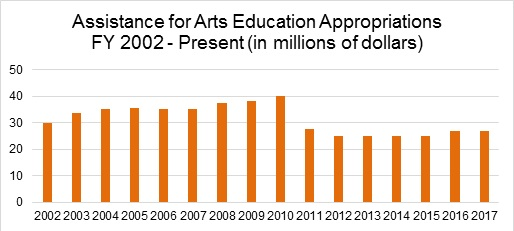 Assistance for Arts Education Appropriations
FY 2002 - Present (in millions of dollars)
50
40
30
20
10
0
2002 2003 2004 2005 2006 2007 2008 2009 2010 2011 2012 2013 2014 2015 2016 2017